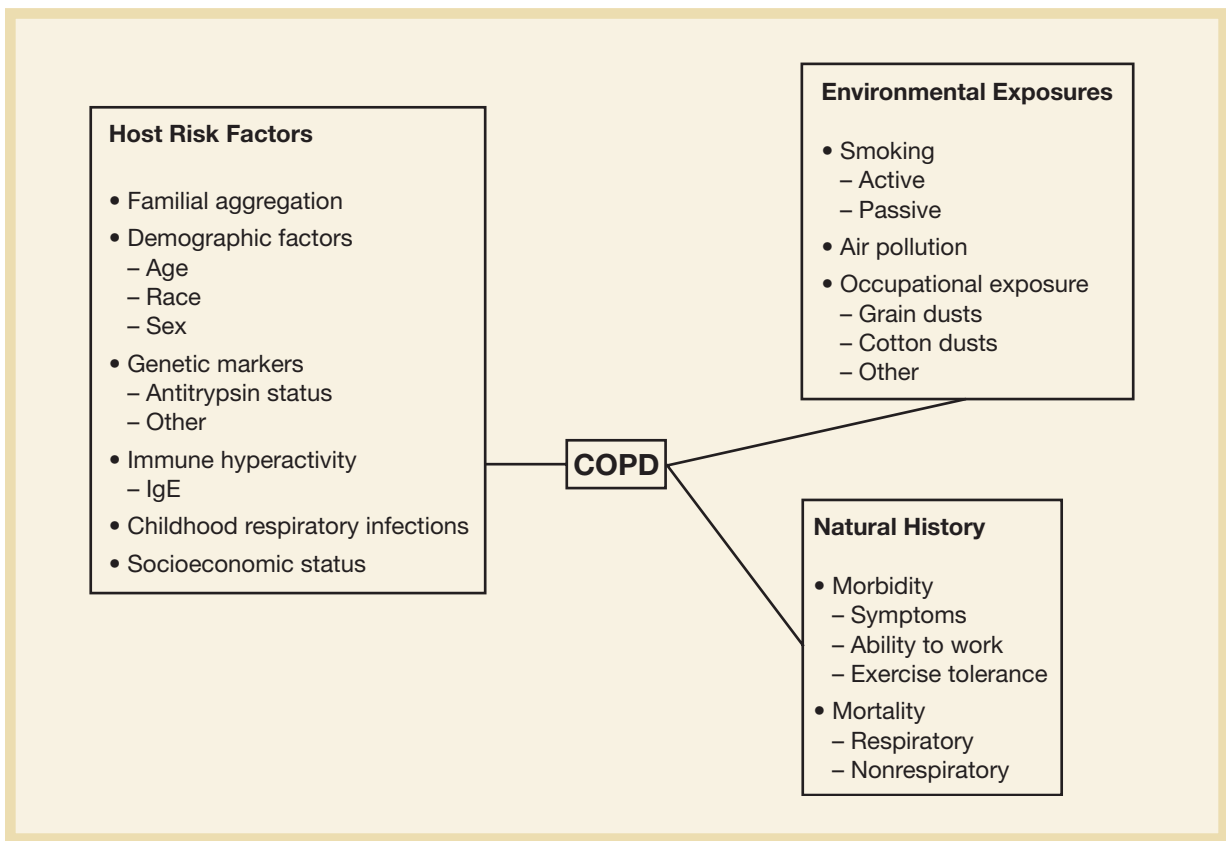 Host Risk Factors
• Familial aggregation
• Demographic factors
– Age
– Race
– Sex
• Genetic markers
– Antitrypsin status
– Other
• Immune hyperactivity
– IgE
• Childhood respiratory infections
• Socioeconomic status
COPD
Environmental Exposures
• Smoking
– Active
– Passive
• Air pollution
• Occupational exposure
– Grain dusts
– Cotton dusts
– Other
Natural History
• Morbidity
– Symptoms
– Ability to work
– Exercise tolerance
• Mortality
– Respiratory
– Nonrespiratory